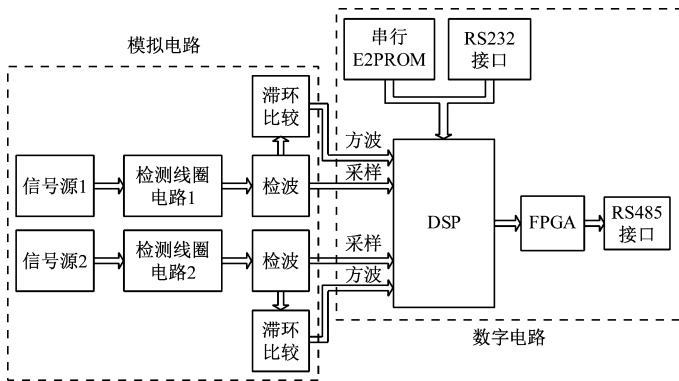 模拟电路
串行
E2PROM
RS232
接口
滞环
比较
方波
信号源1
检测线圈
电路1
检波
采样
DSP
FPGA
RS485
接口
信号源2
检测线圈
电路2
检波
采样
方波
滞环
比较
数字电路